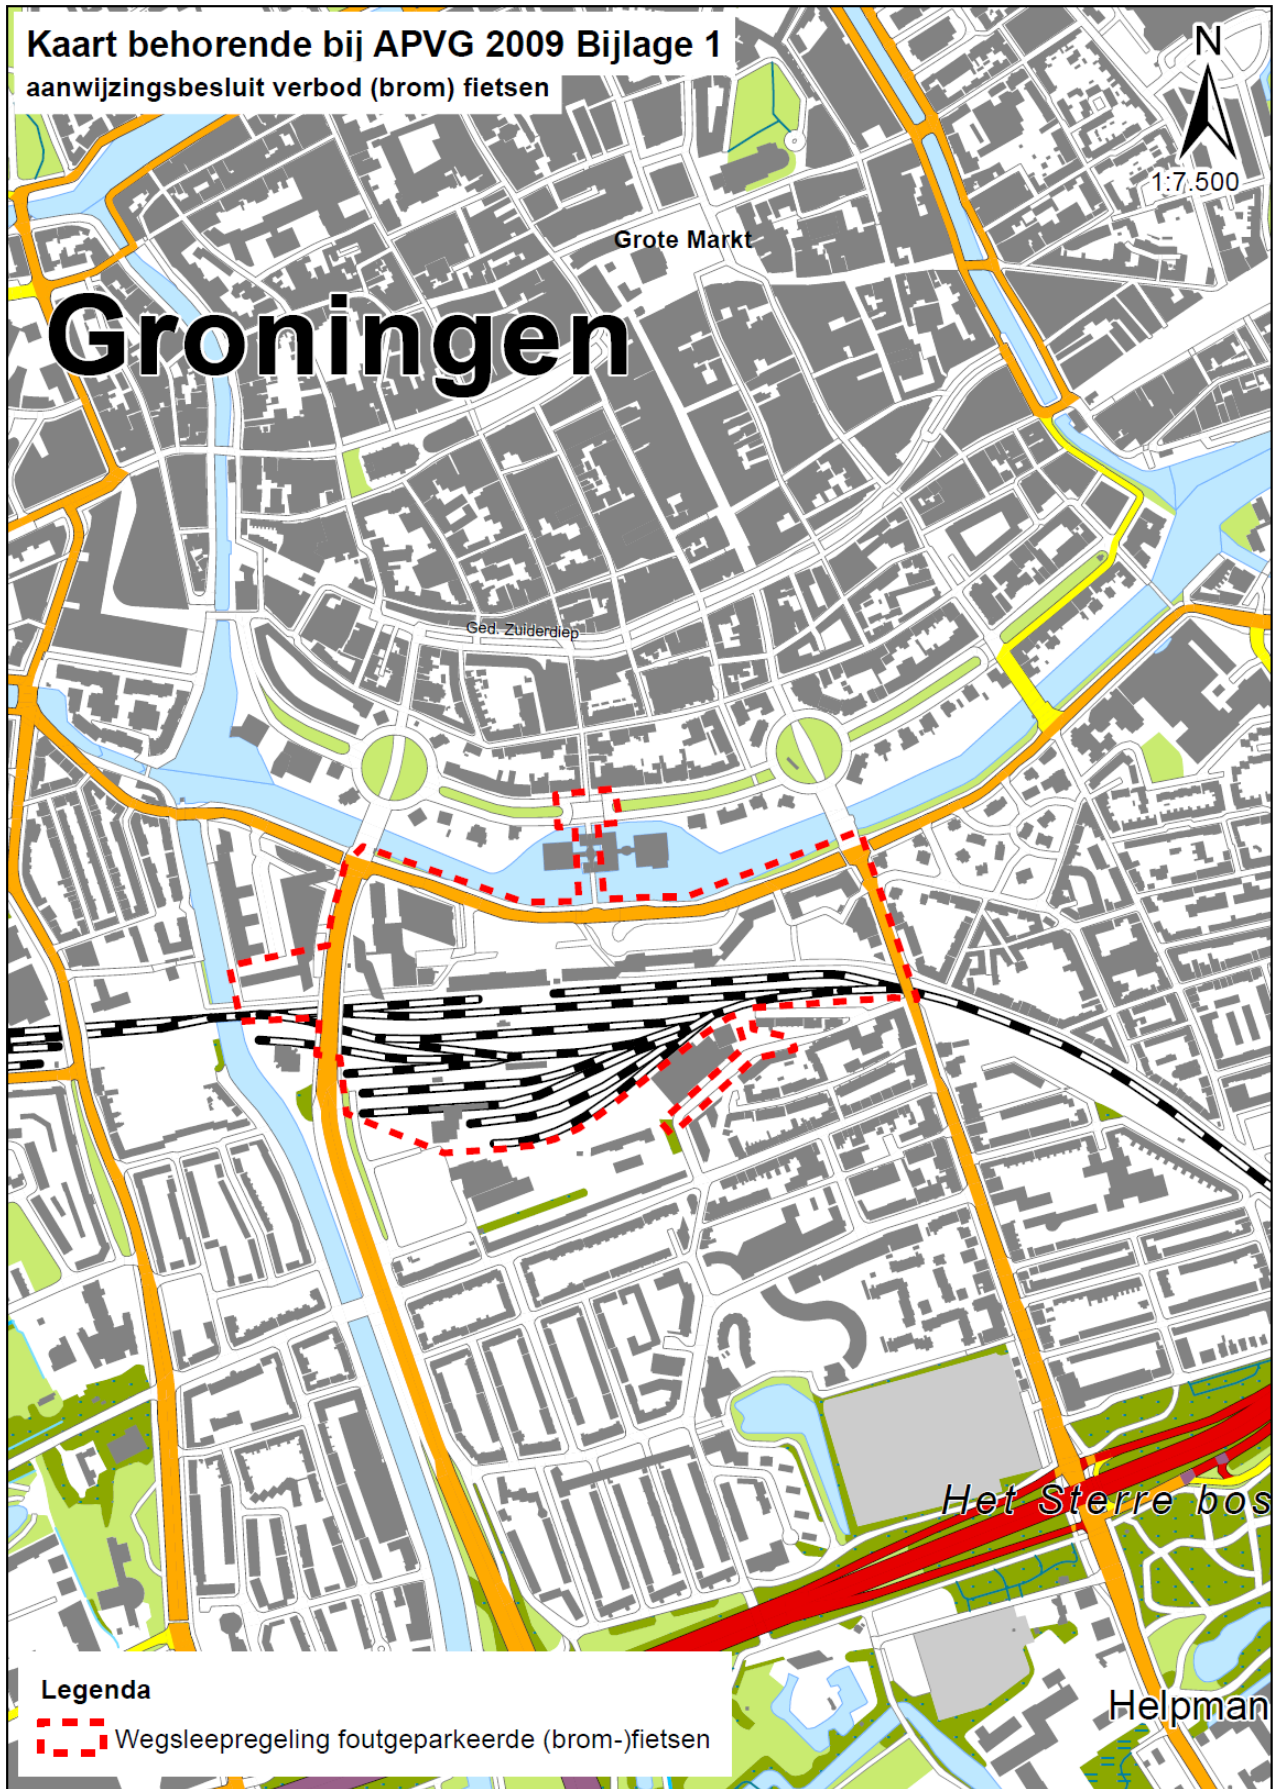 Kaart behorende bij APVG 2009 Bijlage 1
aanwijzingsbesluit verbod (brom) fietsen
N
1:7.500
Grote Markt
Groningen
Ged. Zuiderdiep
Het Sterre bos
Helpman
Legenda
Wegsleepregeling foutgeparkeerde (brom-)fietsen